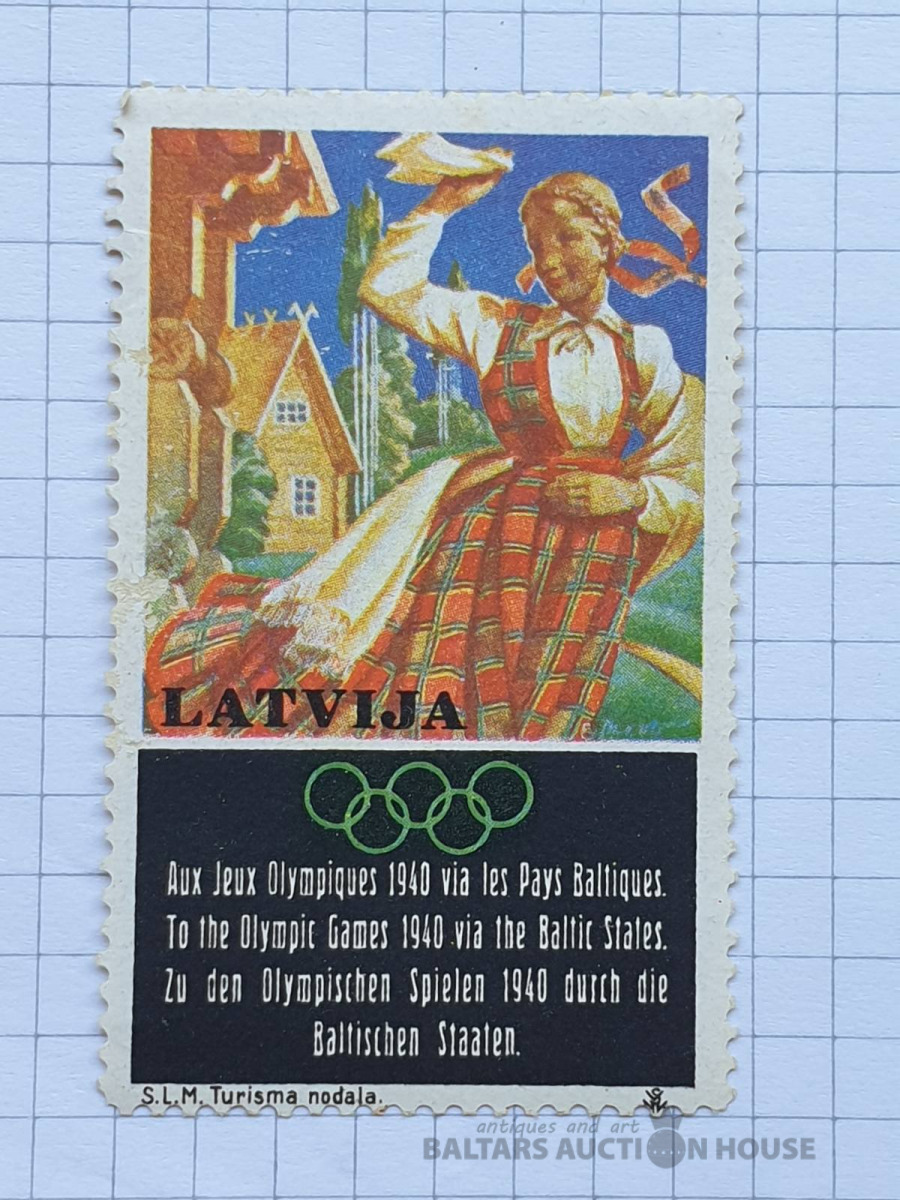 LATVIJA
Aux Jeux Olympiques 1940 via les Pays Baltiques.
To the Olympic Games 1940 via the Baltic States.
Zu den Olympischen Spielen 1940 durch die
Baltischen Staaten.
S.L.M. Turisma nodaļa.
antiques and art
BALTARS AUCTION HOUSE